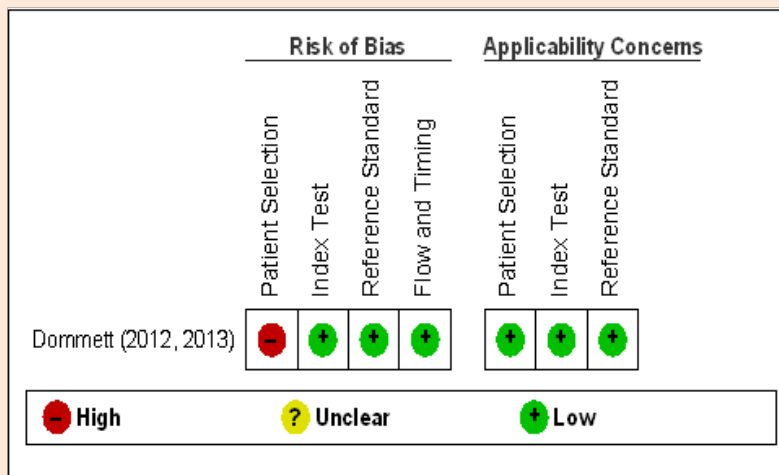 Risk of Bias
Applicability Concerns
Patient Selection
Index Test
Reference Standard
Flow and Timing
Patient Selection
Index Test
Reference Standard
Dommett (2012, 2013)
- + + + + + +
- High
? Unclear
+ Low